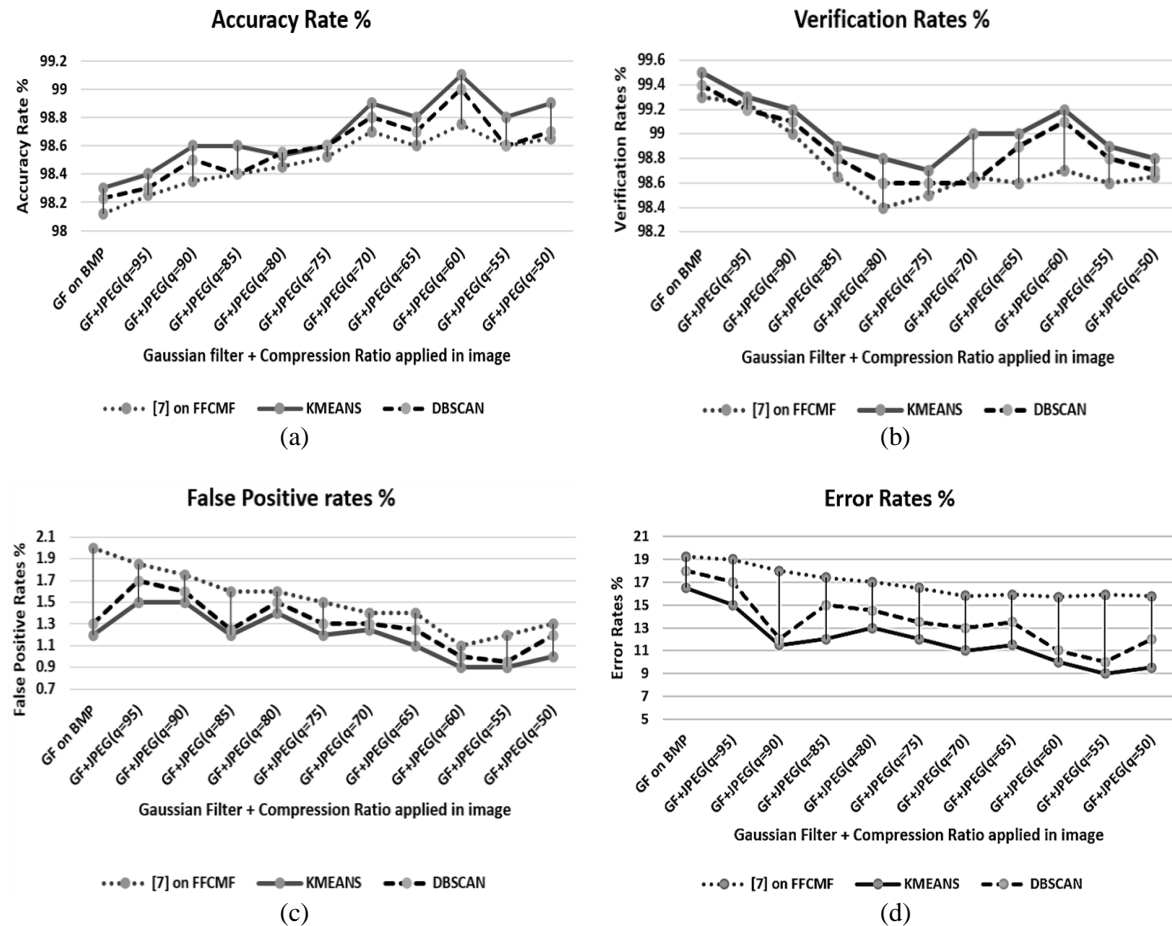 Accuracy Rate %
99.2
99
98.8
98.6
98.4
98.2
98
Accuracy Rate %
GF on BMP
GF+JPEG(q=95)
GF+JPEG(q=90)
GF+JPEG(q=85)
GF+JPEG(q=80)
GF+JPEG(q=75)
GF+JPEG(q=70)
GF+JPEG(q=65)
GF+JPEG(q=60)
GF+JPEG(q=55)
GF+JPEG(q=50)
Gaussian filter + Compression Ratio applied in image
[7] on FFCMF
KMEANS
DBSCAN
(a)
Verification Rates %
99.6
99.4
99.2
99
98.8
98.6
98.4
98.2
Verification Rates %
GF on BMP
GF+JPEG(q=95)
GF+JPEG(q=90)
GF+JPEG(q=85)
GF+JPEG(q=80)
GF+JPEG(q=75)
GF+JPEG(q=70)
GF+JPEG(q=65)
GF+JPEG(q=60)
GF+JPEG(q=55)
GF+JPEG(q=50)
Gaussian Filter + Compression Ratio applied in image
[7] on FFCMF
KMEANS
DBSCAN
(b)
False Positive rates %
2.1
1.9
1.7
1.5
1.3
1.1
0.9
0.7
False Positive Rates %
GF on BMP
GF+JPEG(q=95)
GF+JPEG(q=90)
GF+JPEG(q=85)
GF+JPEG(q=80)
GF+JPEG(q=75)
GF+JPEG(q=70)
GF+JPEG(q=65)
GF+JPEG(q=60)
GF+JPEG(q=55)
GF+JPEG(q=50)
Gaussian Filter + Compression Ratio applied in image
[7] on FFCMF
KMEANS
DBSCAN
(c)
Error Rates %
21
19
17
15
13
11
9
7
5
Error Rates %
GF on BMP
GF+JPEG(q=95)
GF+JPEG(q=90)
GF+JPEG(q=85)
GF+JPEG(q=80)
GF+JPEG(q=75)
GF+JPEG(q=70)
GF+JPEG(q=65)
GF+JPEG(q=60)
GF+JPEG(q=55)
GF+JPEG(q=50)
Gaussian Filter + Compression Ratio applied in image
[7] on FFCMF
KMEANS
DBSCAN
(d)